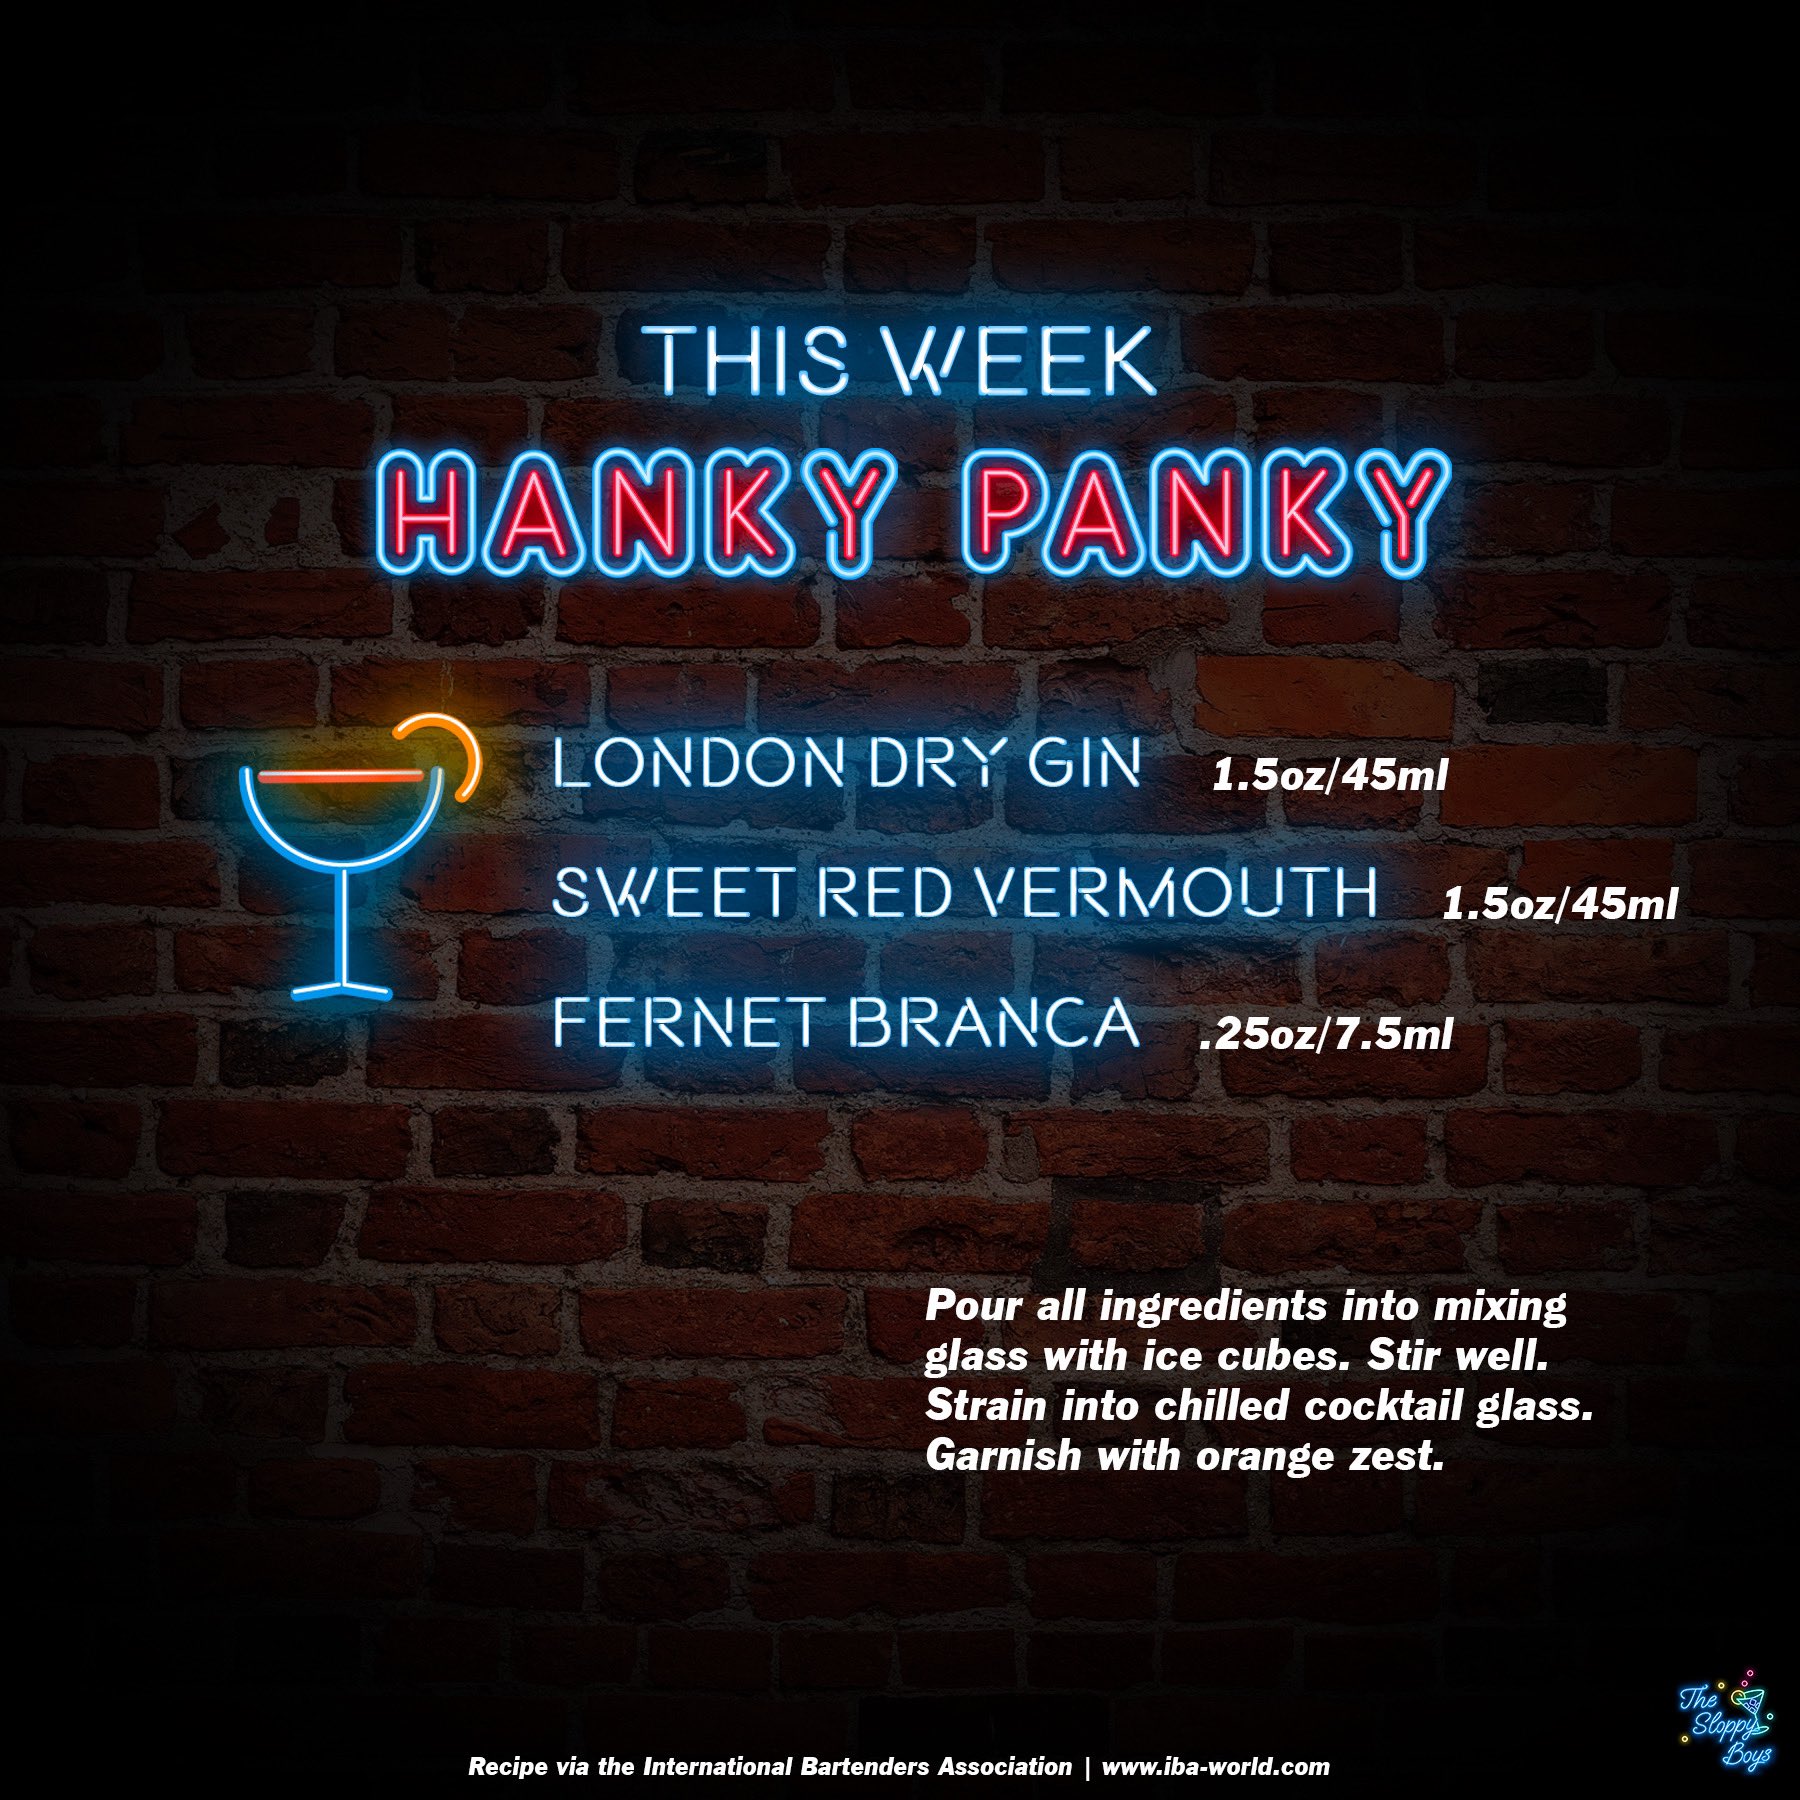 THIS WEEK
HANKY PANKY
LONDON DRY GIN 1.5oz/45ml
SWEET RED VERMOUTH 1.5oz/45ml
FERNET BRANCA .25oz/7.5ml
Pour all ingredients into mixing
glass with ice cubes. Stir well.
Strain into chilled cocktail glass.
Garnish with orange zest.
Recipe via the International Bartenders Association | www.iba-world.com
The
Sloppy
Boys